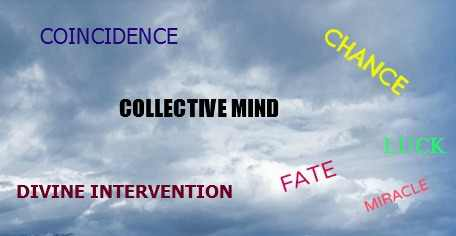 COINCIDENCE
CHANCE
COLLECTIVE MIND
LUCK
FATE
DIVINE INTERVENTION
MIRACLE